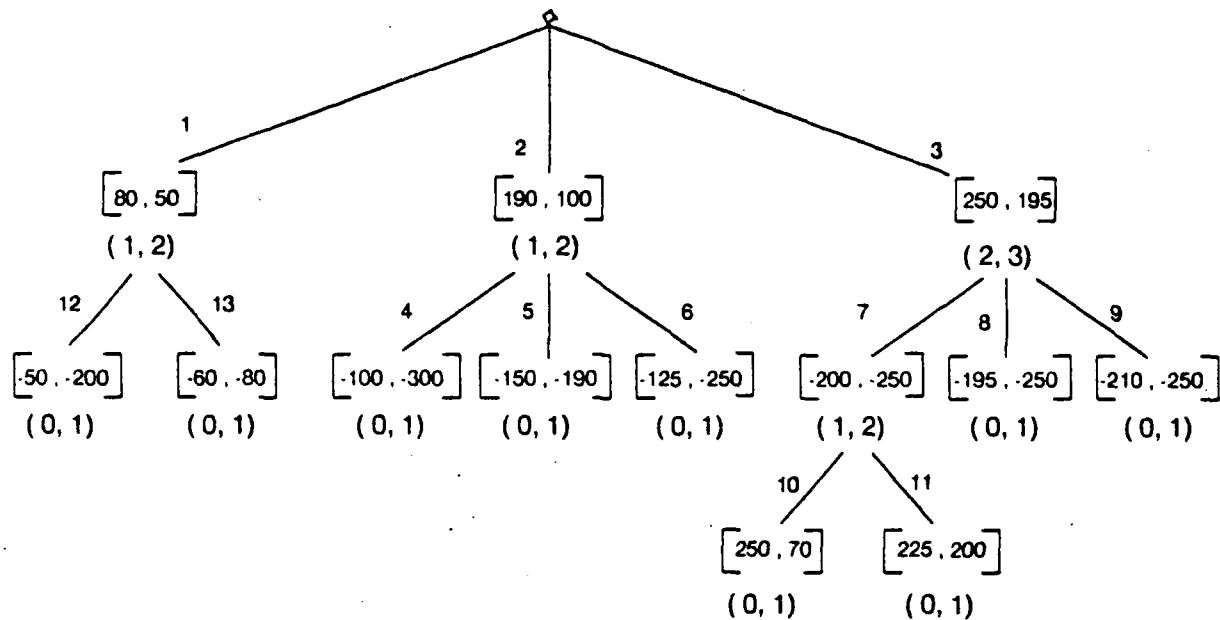 1 2 3
[80 , 50] [190 , 100] [250 , 195]
( 1, 2) ( 1, 2) ( 2, 3)
12 13 4 5 6 7 8 9
[-50 , -200] [-60 , -80] [-100 , -300] [-150 , -190] [-125 , -250] [-200 , -250] [-195 , -250] [-210 , -250]
( 0, 1) ( 0, 1) ( 0, 1) ( 0, 1) ( 0, 1) ( 1, 2) ( 0, 1) ( 0, 1)
10 11
[250 , 70] [225 , 200]
( 0, 1) ( 0, 1)